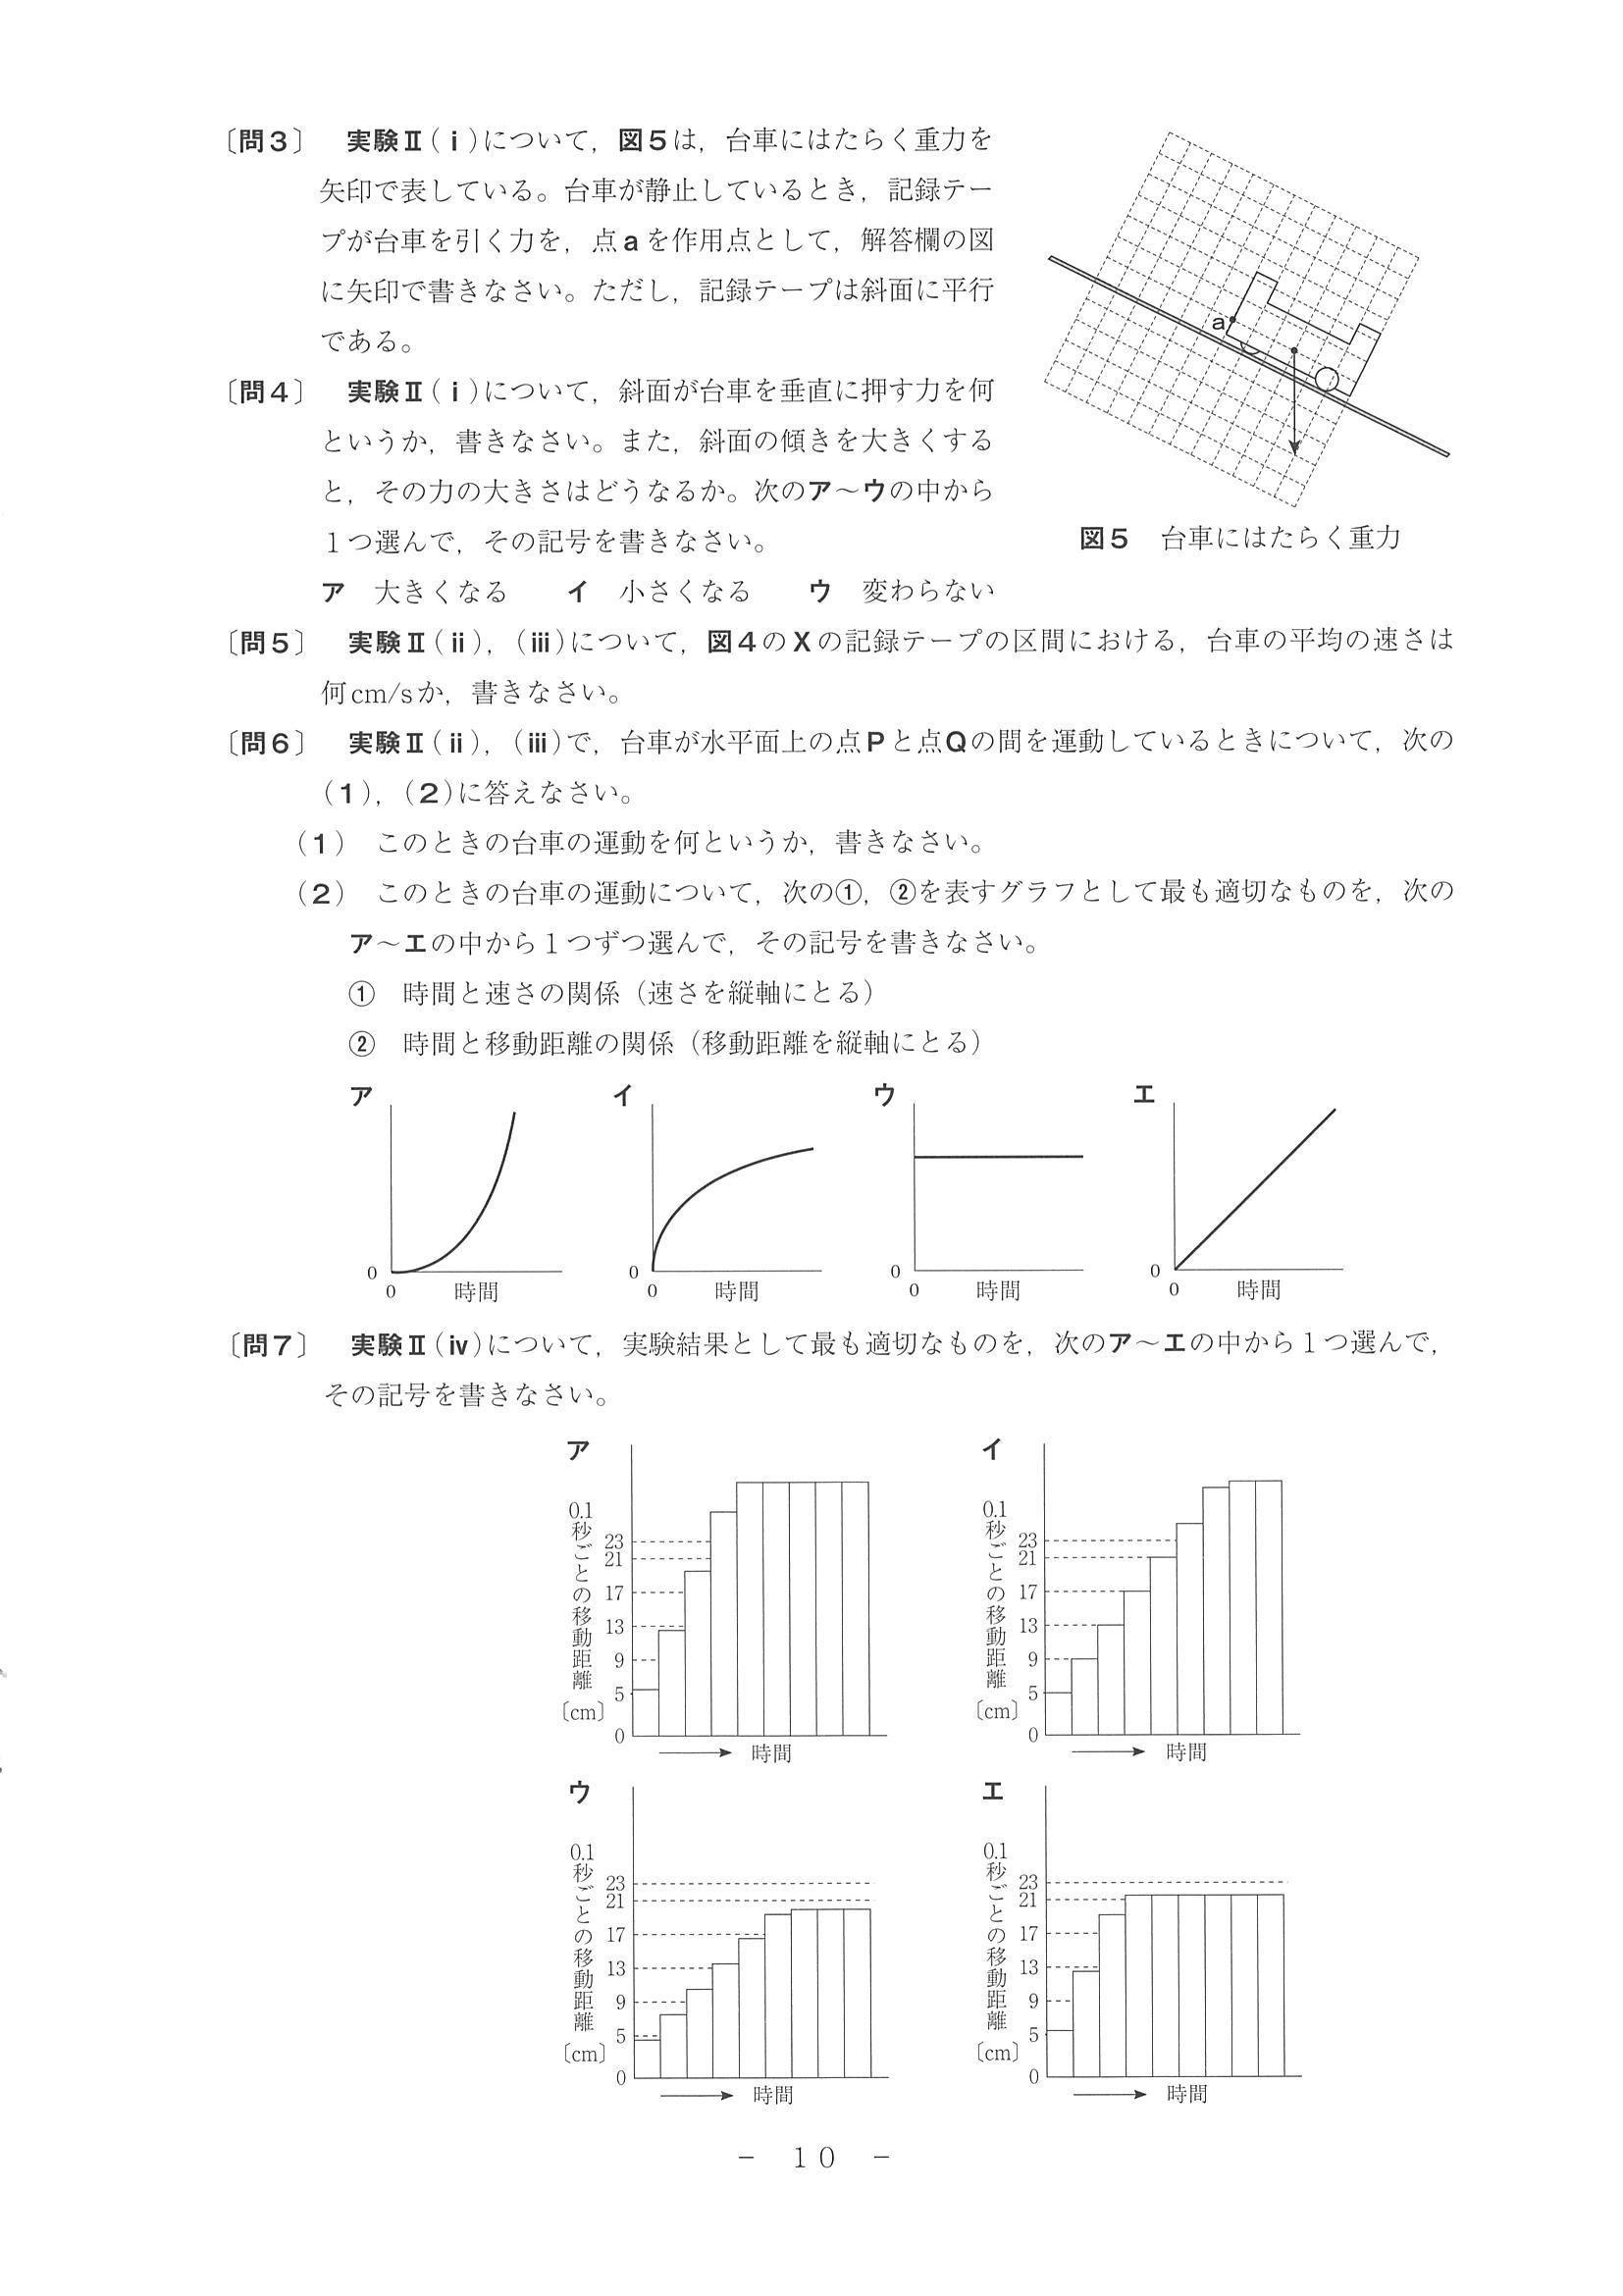 〔問3〕　実験Ⅱ(ⅰ)について，図5は，台車にはたらく重力を
矢印で表している。台車が静止しているとき，記録テー
プが台車を引く力を，点aを作用点として，解答欄の図
に矢印で書きなさい。ただし，記録テープは斜面に平行
である。
a
図5　台車にはたらく重力
〔問4〕　実験Ⅱ(ⅰ)について，斜面が台車を垂直に押す力を何
というか，書きなさい。また，斜面の傾きを大きくする
と，その力の大きさはどうなるか。次のア～ウの中から
1つ選んで，その記号を書きなさい。
ア　大きくなる　　イ　小さくなる　　ウ　変わらない
〔問5〕　実験Ⅱ(ⅱ)，(ⅲ)について，図4のXの記録テープの区間における，台車の平均の速さは
何cm/sか，書きなさい。
〔問6〕　実験Ⅱ(ⅱ)，(ⅲ)で，台車が水平面上の点Pと点Qの間を運動しているときについて，次の
(1)，(2)に答えなさい。
(1)　このときの台車の運動を何というか，書きなさい。
(2)　このときの台車の運動について，次の①，②を表すグラフとして最も適切なものを，次の
ア～エの中から1つずつ選んで，その記号を書きなさい。
①　時間と速さの関係（速さを縦軸にとる）
②　時間と移動距離の関係（移動距離を縦軸にとる）
ア　イ　ウ　エ
0　0　0　0
0　時間　0　時間　0　時間　0　時間
〔問7〕　実験Ⅱ(ⅳ)について，実験結果として最も適切なものを，次のア～エの中から1つ選んで，
その記号を書きなさい。
ア
0.1秒ごとの移動距離〔cm〕
23
21
17
13
9
5
0
時間
イ
0.1秒ごとの移動距離〔cm〕
23
21
17
13
9
5
0
時間
ウ
0.1秒ごとの移動距離〔cm〕
23
21
17
13
9
5
0
時間
エ
0.1秒ごとの移動距離〔cm〕
23
21
17
13
9
5
0
時間
－ 10 －